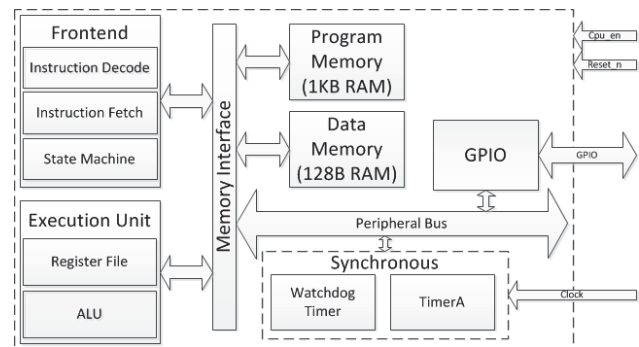 Frontend
Instruction Decode
Instruction Fetch
State Machine
Execution Unit
Register File
ALU
Memory Interface
Program
Memory
(1KB RAM)
Data
Memory
(128B RAM)
GPIO
Peripheral Bus
Synchronous
Watchdog
Timer
TimerA
Cpu_en
Reset_n
GPIO
Clock